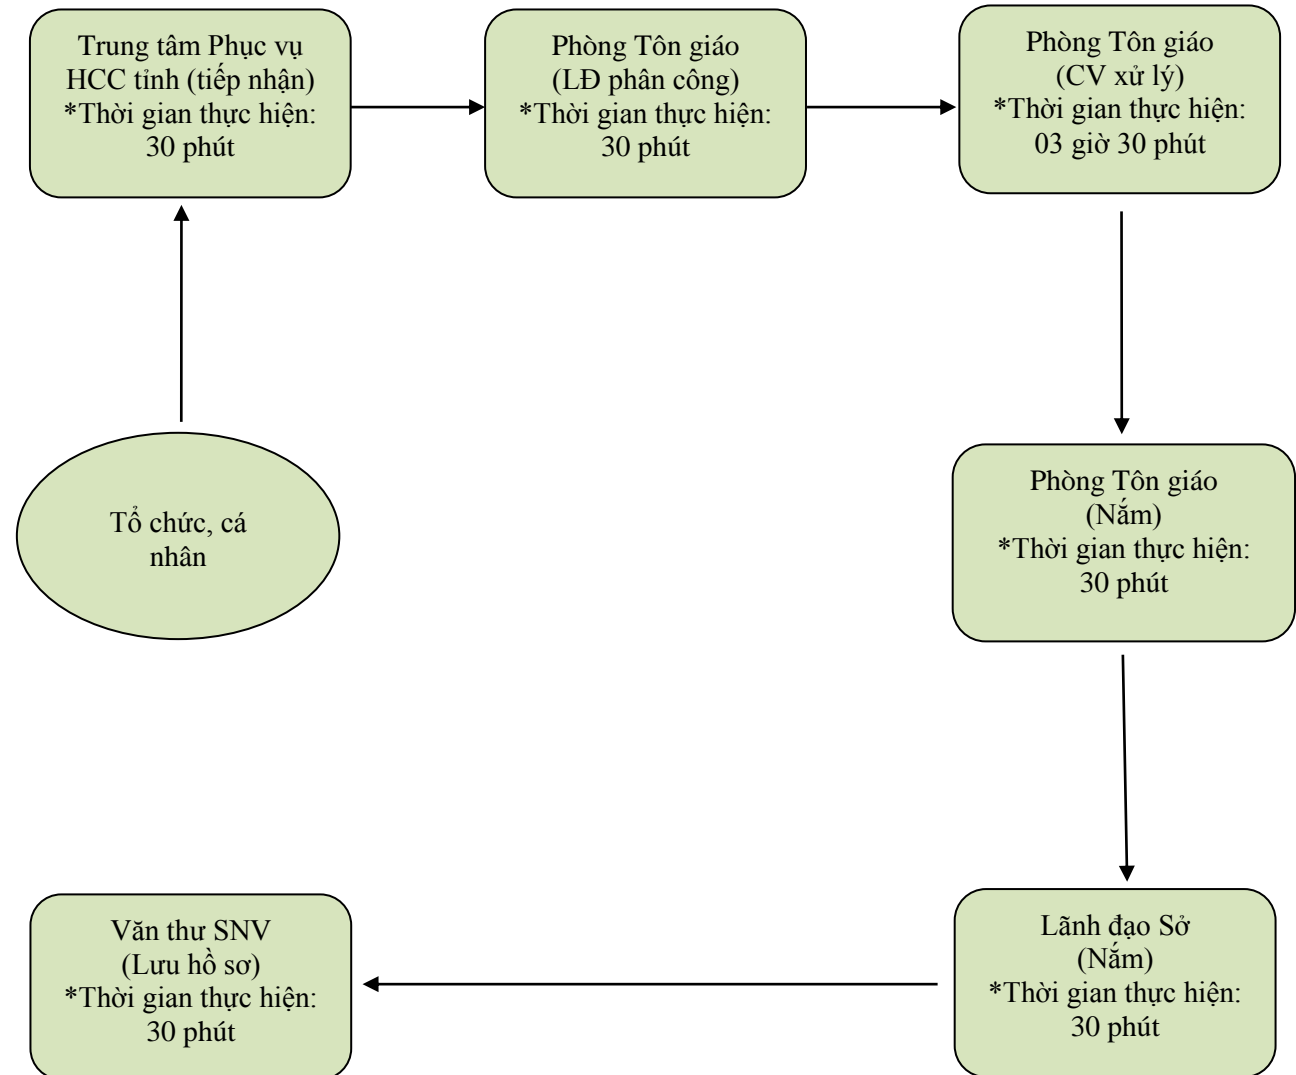 Trung tâm Phục vụ
HCC tỉnh (tiếp nhận)
*Thời gian thực hiện:
30 phút
Phòng Tôn giáo
(LĐ phân công)
*Thời gian thực hiện:
30 phút
Phòng Tôn giáo
(CV xử lý)
*Thời gian thực hiện:
03 giờ 30 phút
Tổ chức, cá
nhân
Phòng Tôn giáo
(Nắm)
*Thời gian thực hiện:
30 phút
Văn thư SNV
(Lưu hồ sơ)
*Thời gian thực hiện:
30 phút
Lãnh đạo Sở
(Nắm)
*Thời gian thực hiện:
30 phút